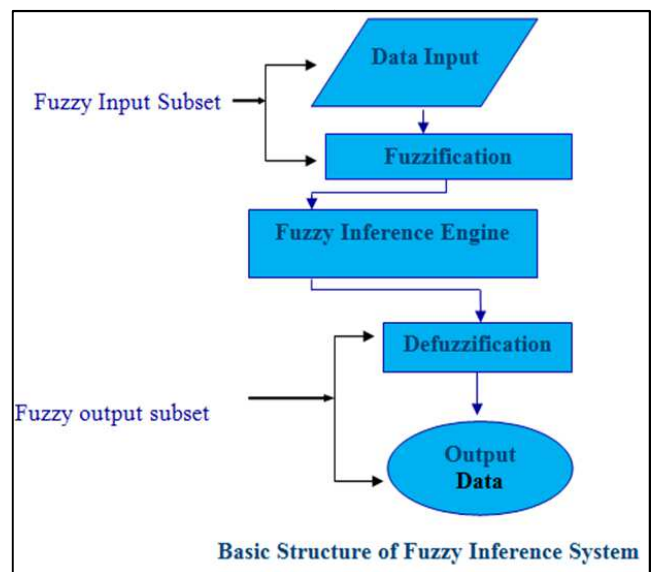 Data Input
Fuzzy Input Subset
Fuzzification
Fuzzy Inference Engine
Defuzzification
Fuzzy output subset
Output
Data
Basic Structure of Fuzzy Inference System